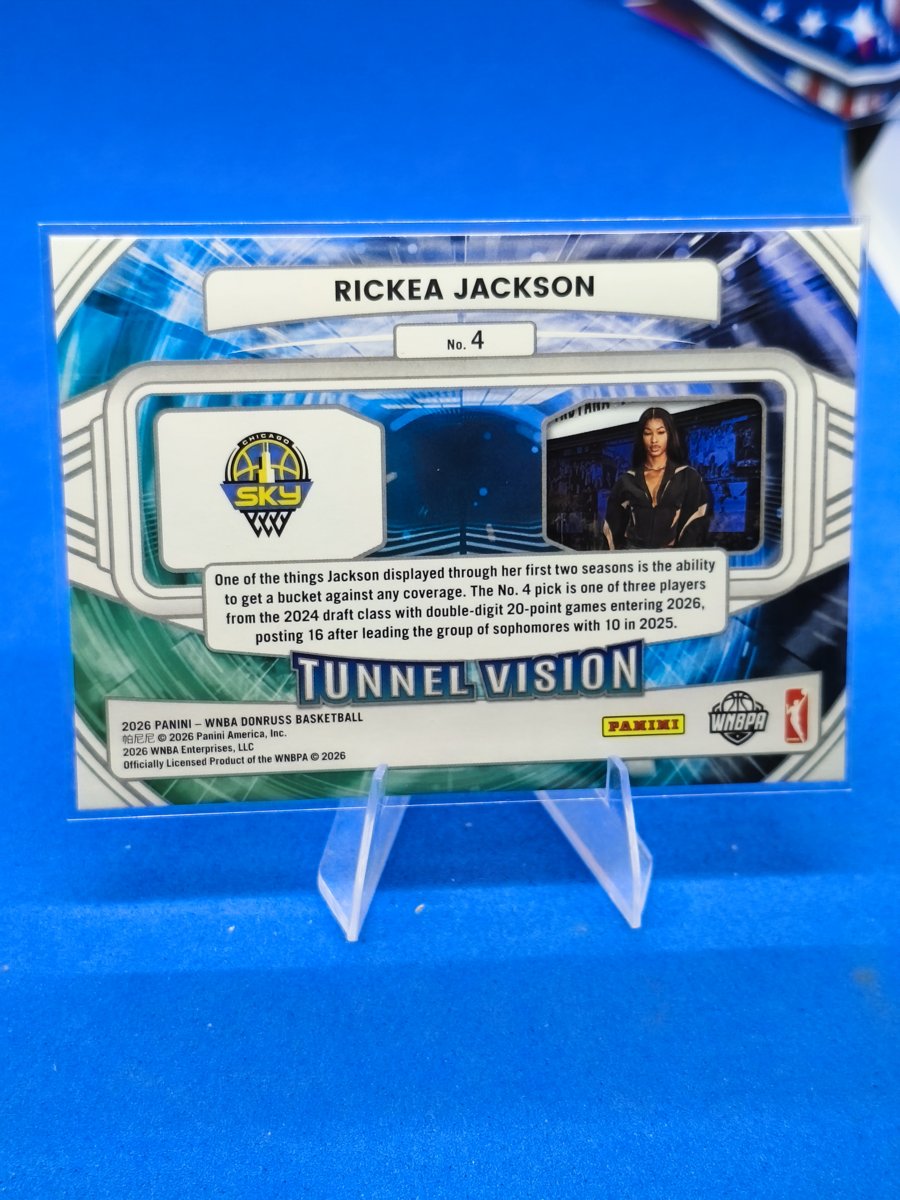 RICKEA JACKSON
No. 4
CHICAGO
SKY
One of the things Jackson displayed through her first two seasons is the ability
to get a bucket against any coverage. The No. 4 pick is one of three players
from the 2024 draft class with double-digit 20-point games entering 2026,
posting 16 after leading the group of sophomores with 10 in 2025.
TUNNEL VISION
2026 PANINI – WNBA DONRUSS BASKETBALL
帕尼尼 © 2026 Panini America, Inc.
2026 WNBA Enterprises, LLC
Officially Licensed Product of the WNBPA © 2026
PANINI
WNBPA